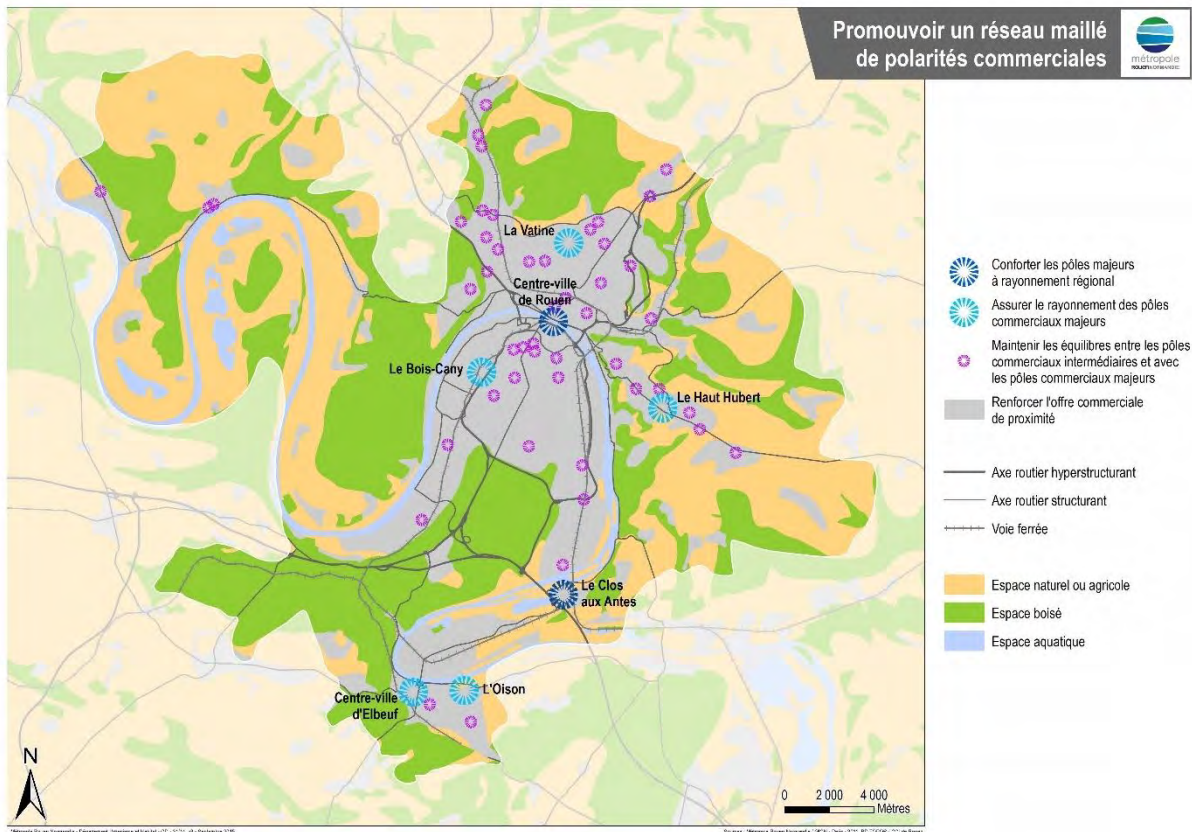 Promouvoir un réseau maillé
de polarités commerciales
métropole
ROUENNORMANDIE
La Vatine
Centre-ville
de Rouen
Le Bois-Cany
Le Haut Hubert
Le Clos
aux Antes
Centre-ville
d'Elbeuf
L'Oison
N
0 2 000 4 000
Mètres
Conforter les pôles majeurs
à rayonnement régional
Assurer le rayonnement des pôles
commerciaux majeurs
Maintenir les équilibres entre les pôles
commerciaux intermédiaires et avec
les pôles commerciaux majeurs
Renforcer l'offre commerciale
de proximité
Axe routier hyperstructurant
Axe routier structurant
Voie ferrée
Espace naturel ou agricole
Espace boisé
Espace aquatique